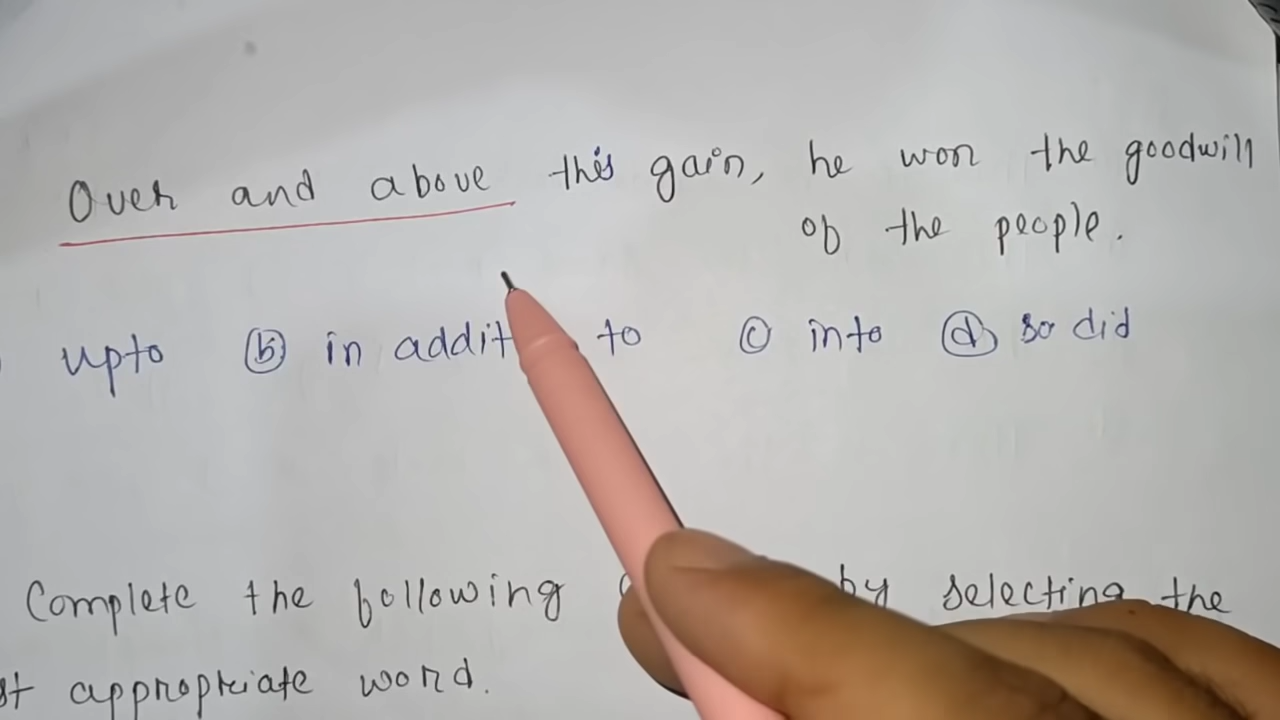 Over and above this gain, he won the goodwill
of the people.
upto (b) in addit to (c) into (d) so did
Complete the following by selecting the
appropriate word.